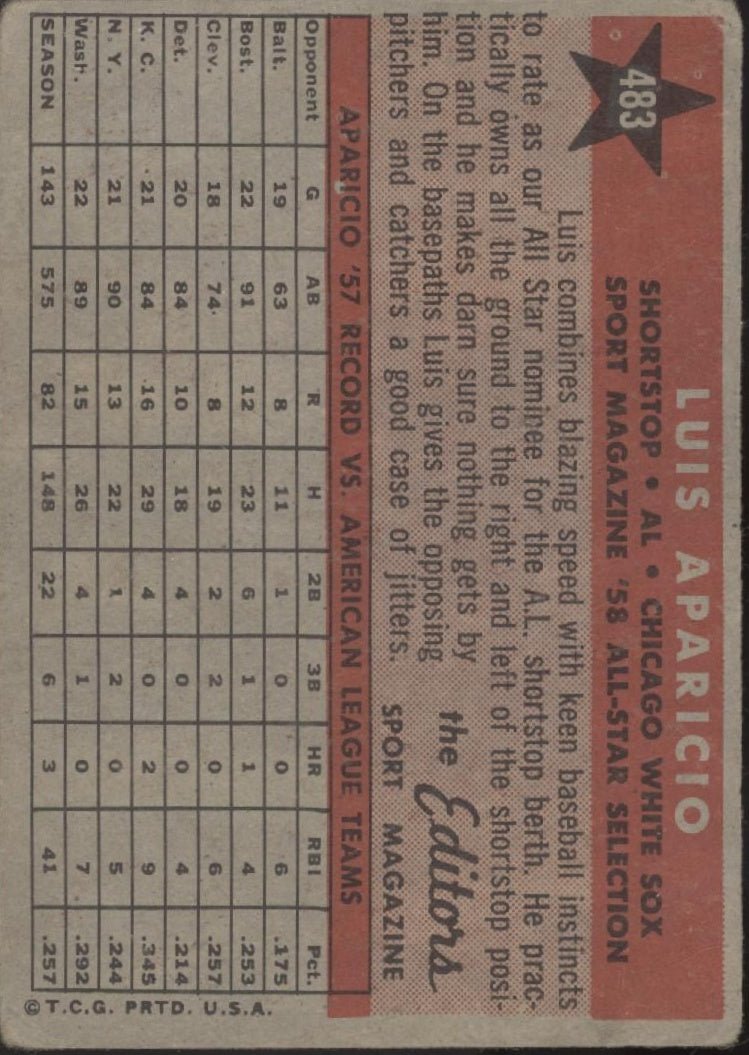 483
LUIS APARICIO
SHORTSTOP • AL • CHICAGO WHITE SOX
SPORT MAGAZINE '58 ALL-STAR SELECTION
Luis combines blazing speed with keen baseball instincts
to rate as our All Star nominee for the A.L. shortstop berth. He prac-
tically owns all the ground to the right and left of the shortstop posi-
tion and he makes darn sure nothing gets by
him. On the basepaths Luis gives the opposing
pitchers and catchers a good case of jitters.
the Editors
SPORT MAGAZINE
APARICIO '57 RECORD VS. AMERICAN LEAGUE TEAMS
Opponent G AB R H 2B 3B HR RBI Pct.
Balt. 19 63 8 11 1 0 0 6 .175
Bost. 22 91 12 23 6 1 1 4 .253
Clev. 18 74 8 19 2 2 0 6 .257
Det. 20 84 10 18 4 0 0 4 .214
K. C. 21 84 16 29 4 0 2 9 .345
N. Y. 21 90 13 22 1 2 0 5 .244
Wash. 22 89 15 26 4 1 0 7 .292
SEASON 143 575 82 148 22 6 3 41 .257
© T.C.G. PRTD. U.S.A.